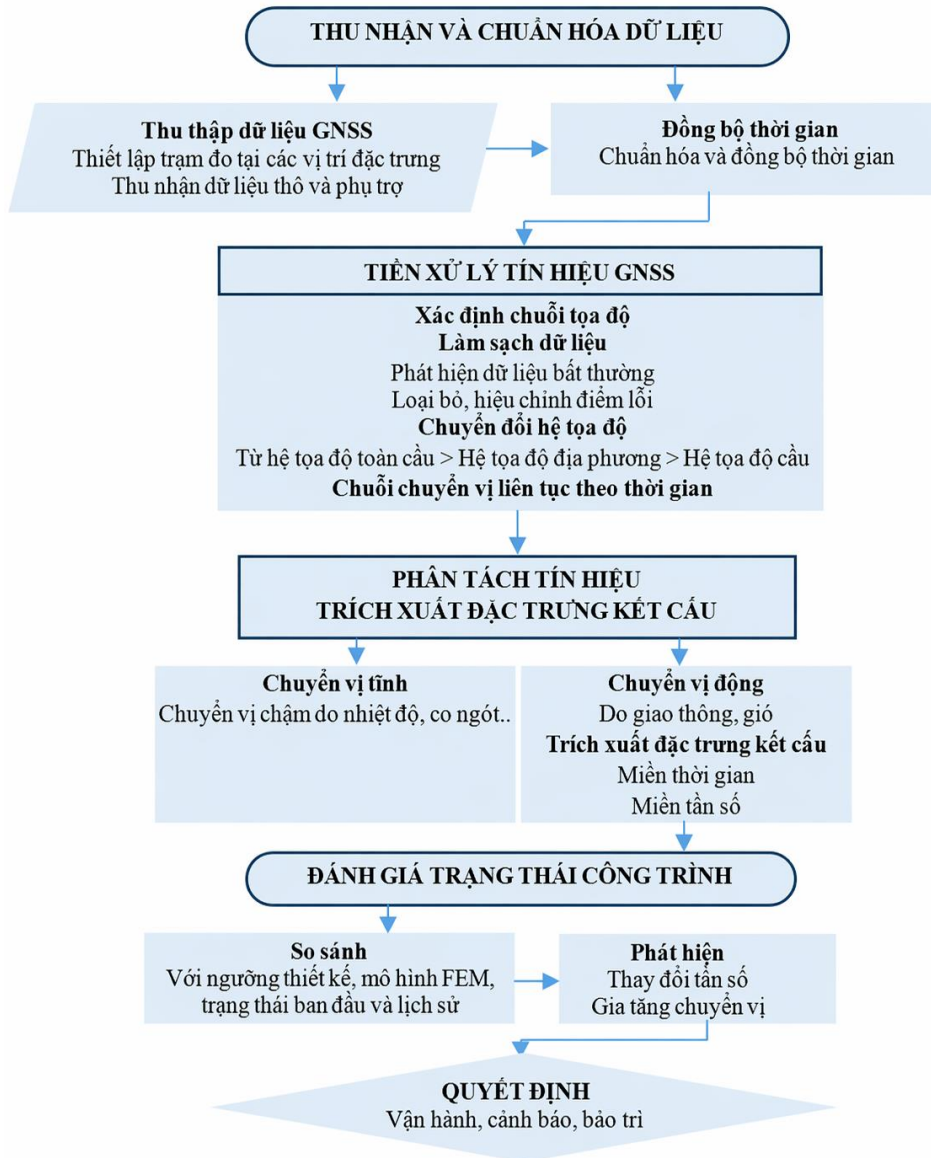 THU NHẬN VÀ CHUẨN HÓA DỮ LIỆU
Thu thập dữ liệu GNSS
Thiết lập trạm đo tại các vị trí đặc trưng
Thu nhận dữ liệu thô và phụ trợ
Đồng bộ thời gian
Chuẩn hóa và đồng bộ thời gian
TIỀN XỬ LÝ TÍN HIỆU GNSS
Xác định chuỗi tọa độ
Làm sạch dữ liệu
Phát hiện dữ liệu bất thường
Loại bỏ, hiệu chỉnh điểm lỗi
Chuyển đổi hệ tọa độ
Từ hệ tọa độ toàn cầu > Hệ tọa độ địa phương > Hệ tọa độ cầu
Chuỗi chuyển vị liên tục theo thời gian
PHÂN TÁCH TÍN HIỆU
TRÍCH XUẤT ĐẶC TRƯNG KẾT CẤU
Chuyển vị tĩnh
Chuyển vị chậm do nhiệt độ, co ngót..
Chuyển vị động
Do giao thông, gió
Trích xuất đặc trưng kết cấu
Miền thời gian
Miền tần số
ĐÁNH GIÁ TRẠNG THÁI CÔNG TRÌNH
So sánh
Với ngưỡng thiết kế, mô hình FEM,
trạng thái ban đầu và lịch sử
Phát hiện
Thay đổi tần số
Gia tăng chuyển vị
QUYẾT ĐỊNH
Vận hành, cảnh báo, bảo trì